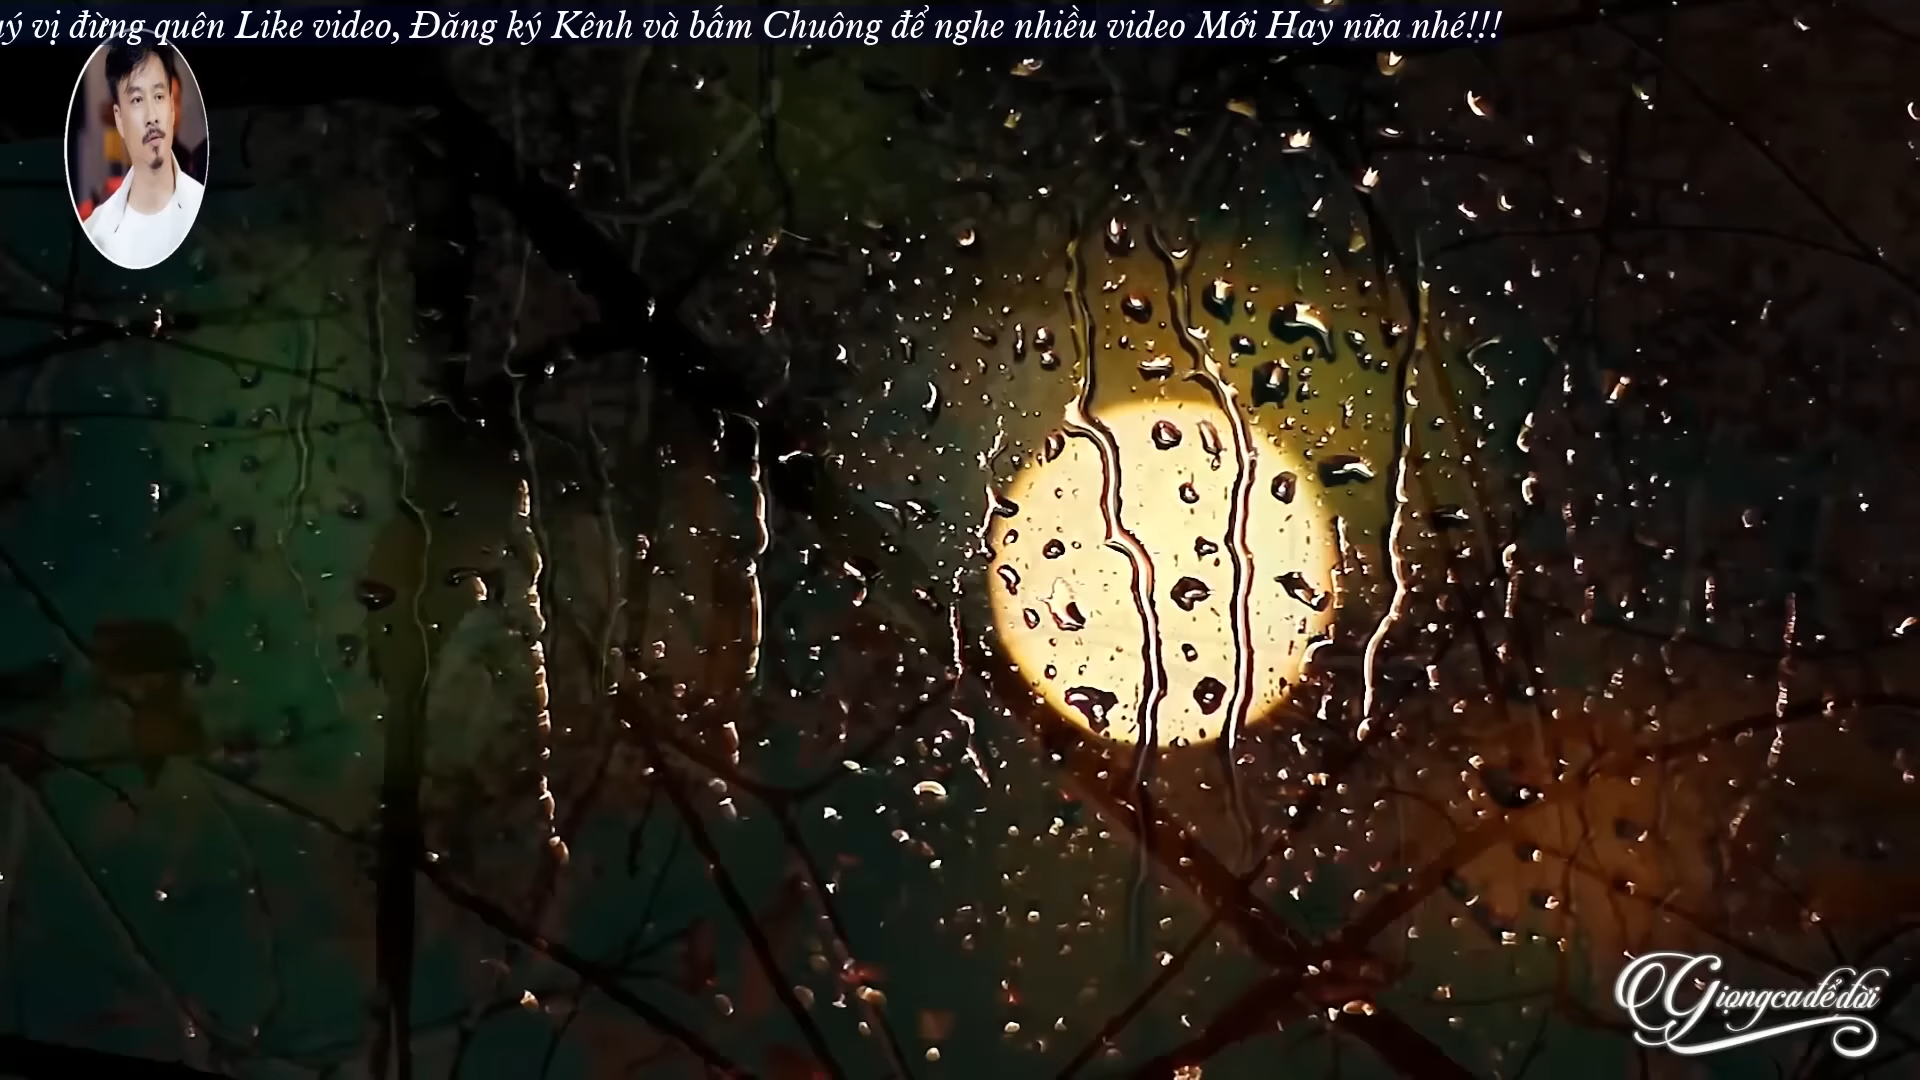 ý vị đừng quên Like video, Đăng ký Kênh và bấm Chuông để nghe nhiều video Mới Hay nữa nhé!!!
Giọngcađểđời